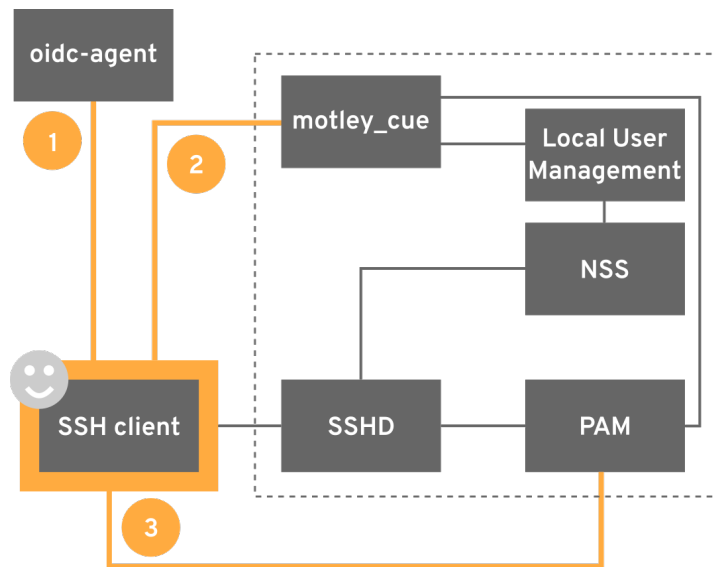 oidc-agent
1
2
motley_cue
Local User
Management
NSS
SSH client
SSHD
PAM
3